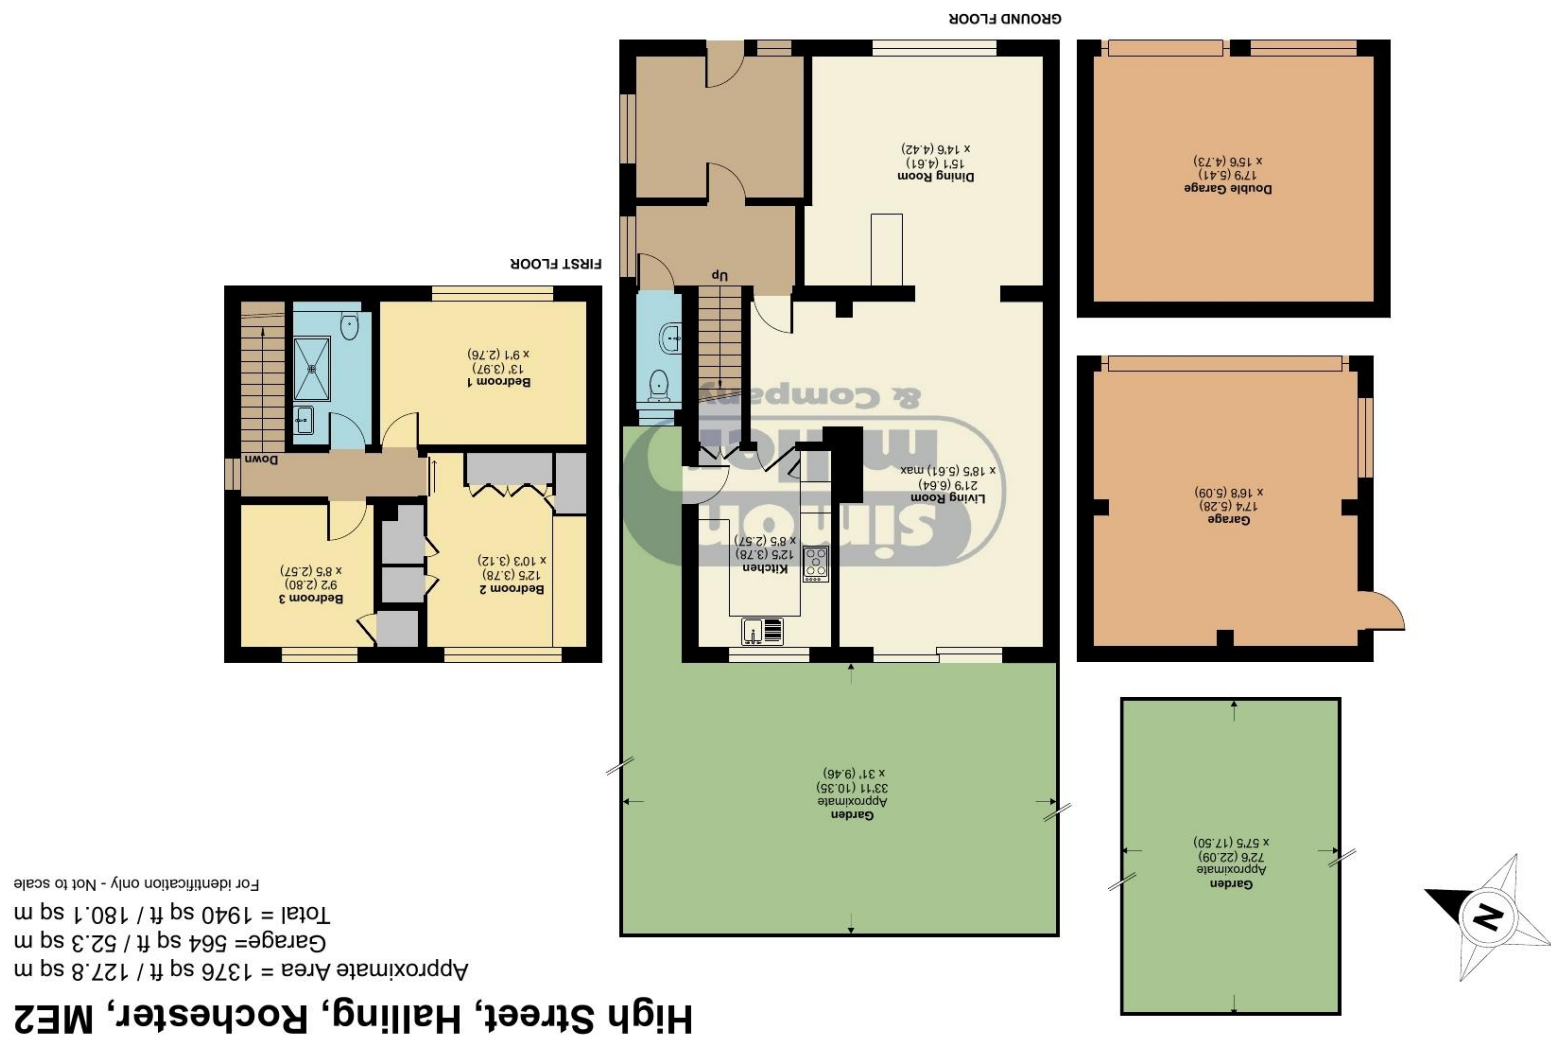 High Street, Halling, Rochester, ME2
Approximate Area = 1376 sq ft / 127.8 sq m
Garage= 564 sq ft / 52.3 sq m
Total = 1940 sq ft / 180.1 sq m
For identification only - Not to scale
N
Garden
Approximate
72'6 (22.09)
x 57'5 (17.50)
Garden
Approximate
33'11 (10.35)
x 31' (9.46)
Garage
17'4 (5.28)
x 16'8 (5.09)
Double Garage
17'9 (5.41)
x 15'6 (4.73)
Living Room
21'9 (6.64)
x 18'5 (5.61) max
Kitchen
12'5 (3.78)
x 8'5 (2.57)
Up
Dining Room
15'1 (4.61)
x 14'6 (4.42)
GROUND FLOOR
Bedroom 2
12'5 (3.78)
x 10'3 (3.12)
Bedroom 3
9'2 (2.80)
x 8'5 (2.57)
Down
Bedroom 1
13' (3.97)
x 9'1 (2.76)
FIRST FLOOR
simon
miller
& Company